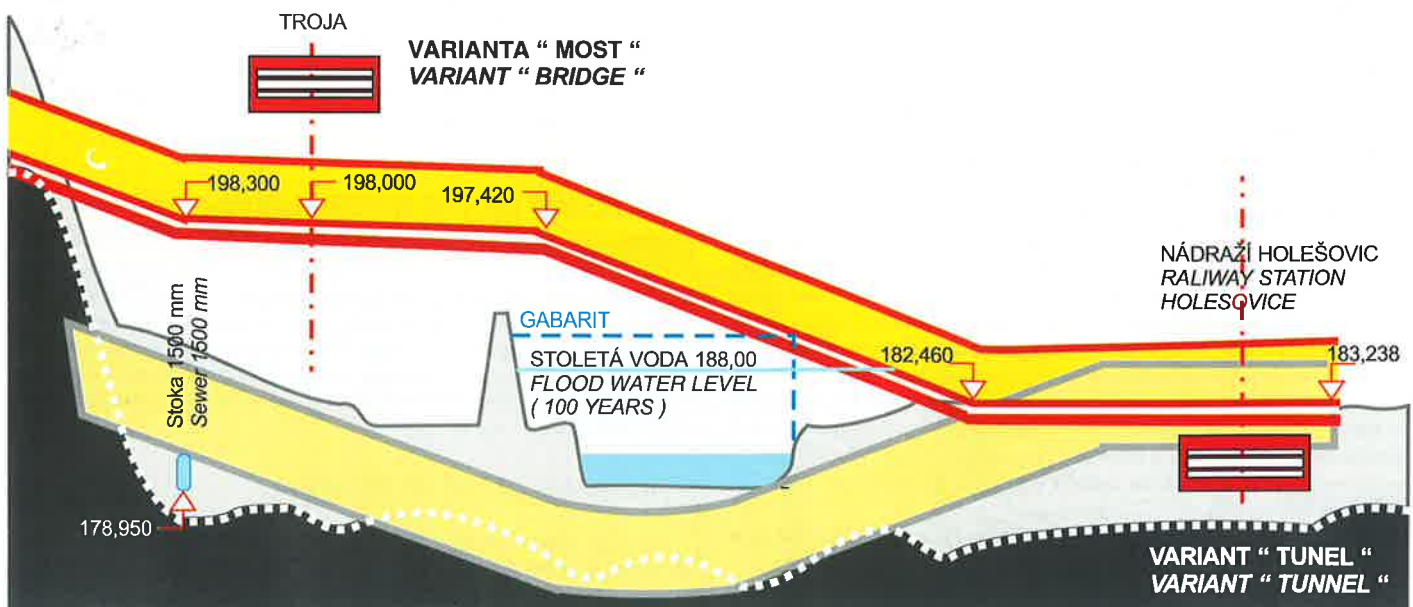 TROJA
VARIANTA “ MOST “
VARIANT “ BRIDGE “
198,300
198,000
197,420
NÁDRAŽÍ HOLEŠOVIC
RALIWAY STATION
HOLESOVICE
GABARIT
STOLETÁ VODA 188,00
FLOOD WATER LEVEL
( 100 YEARS )
182,460
183,238
Stoka 1500 mm
Sewer 1500 mm
178,950
VARIANT “ TUNEL “
VARIANT “ TUNNEL “